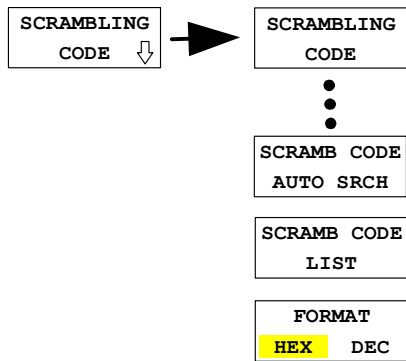 SCRAMBLING
CODE
SCRAMBLING
CODE
SCRAMB CODE
AUTO SRCH
SCRAMB CODE
LIST
FORMAT
HEX DEC